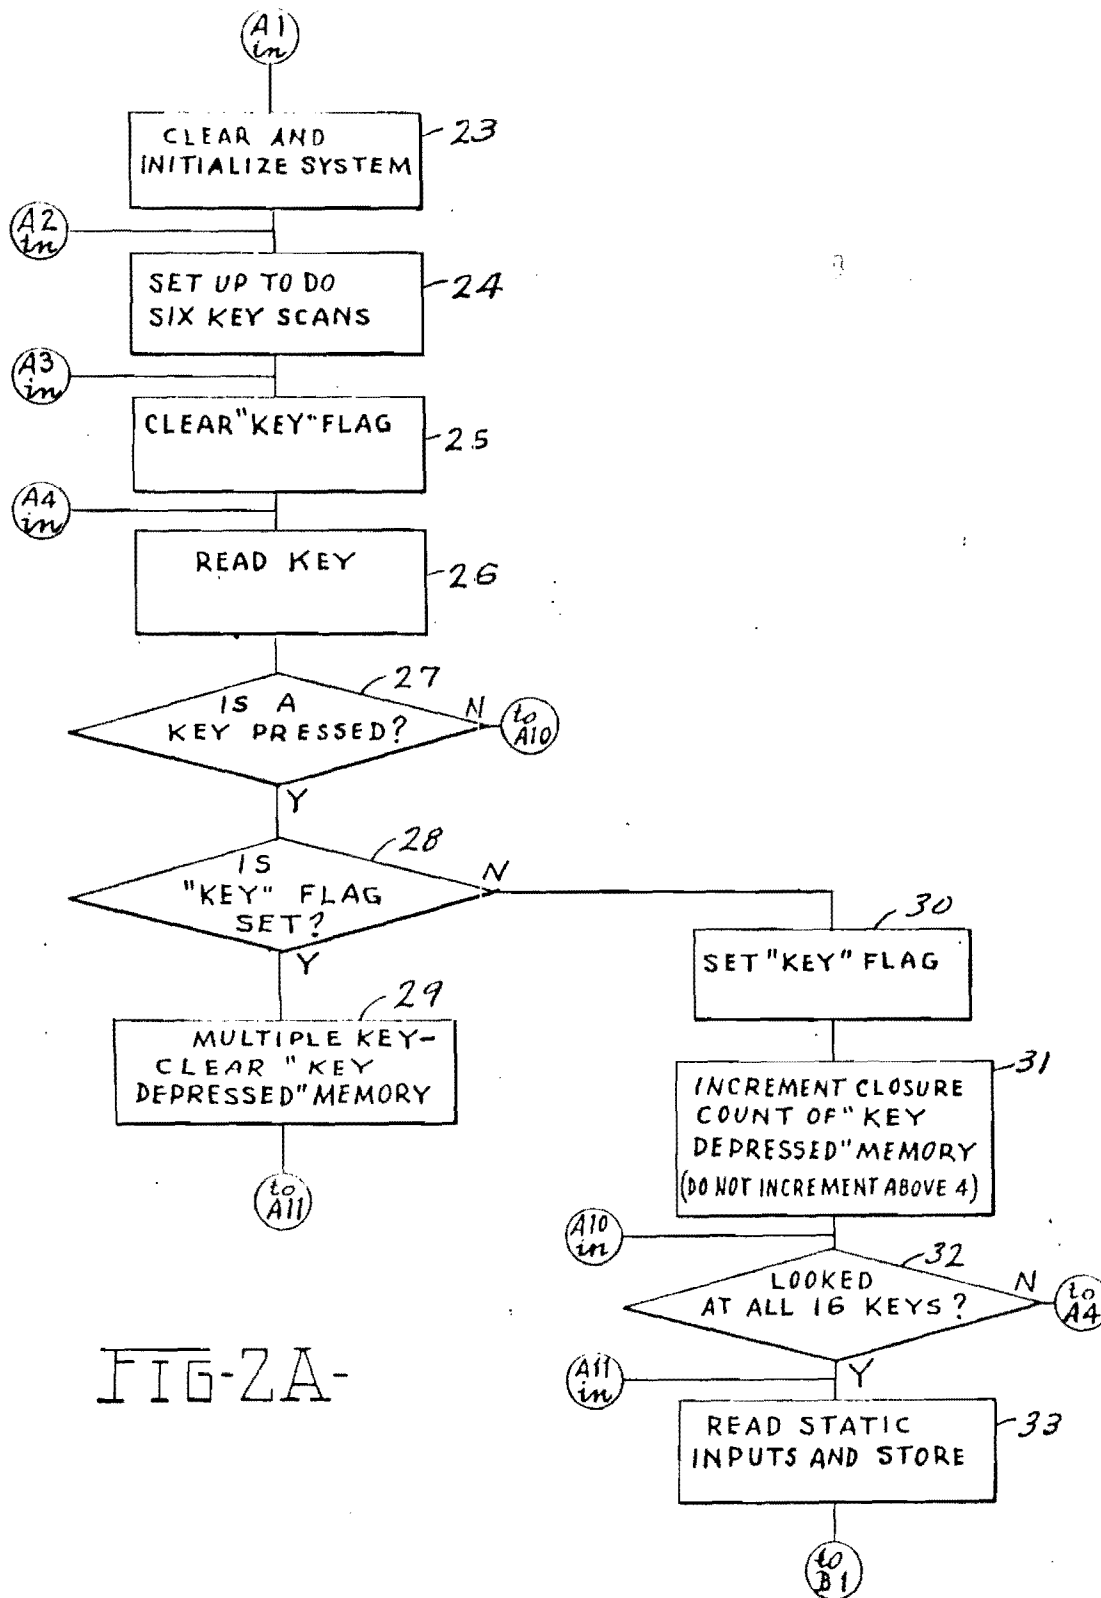 A1
in
CLEAR AND
INITIALIZE SYSTEM
23
A2
in
SET UP TO DO
SIX KEY SCANS
24
A3
in
CLEAR "KEY" FLAG
25
A4
in
READ KEY
26
IS A
KEY PRESSED?
27
N
to
A10
Y
IS
"KEY" FLAG
SET?
28
N
Y
MULTIPLE KEY-
CLEAR "KEY
DEPRESSED" MEMORY
29
to
A11
SET "KEY" FLAG
30
INCREMENT CLOSURE
COUNT OF "KEY
DEPRESSED" MEMORY
(DO NOT INCREMENT ABOVE 4)
31
A10
in
LOOKED
AT ALL 16 KEYS?
32
N
to
A4
A11
in
Y
READ STATIC
INPUTS AND STORE
33
to
B1
FIG-2A-